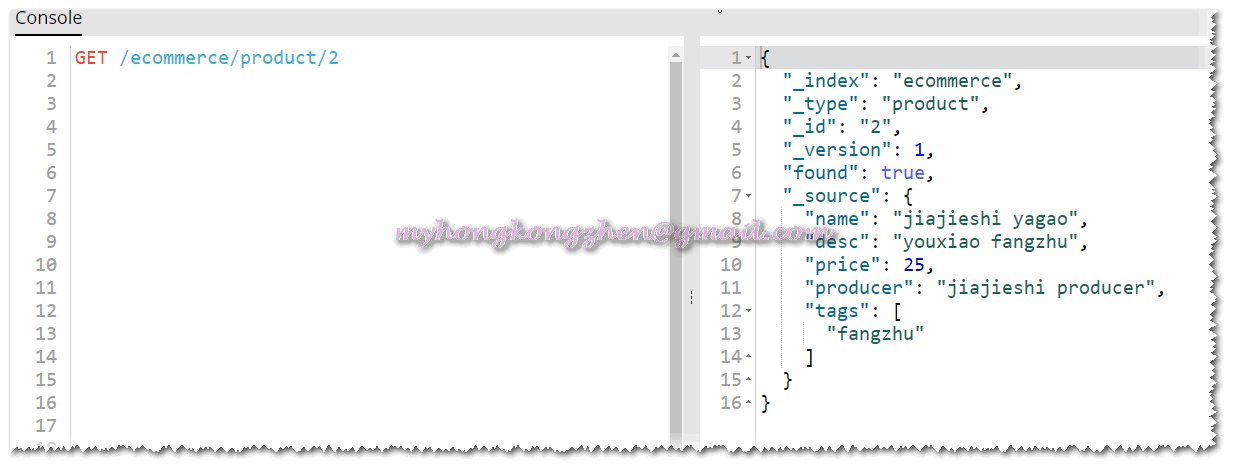 Console
1 GET /ecommerce/product/2
2
3
4
5
6
7
8
9
10
11
12
13
14
15
16
17
1 {
2 "_index": "ecommerce",
3 "_type": "product",
4 "_id": "2",
5 "_version": 1,
6 "found": true,
7 "_source": {
8 "name": "jiajieshi yagao",
9 "desc": "youxiao fangzhu",
10 "price": 25,
11 "producer": "jiajieshi producer",
12 "tags": [
13 "fangzhu"
14 ]
15 }
16 }
myhongkongzhen@gmail.com